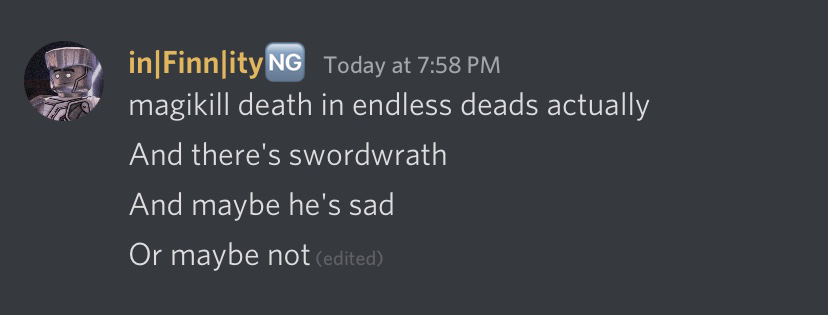 in|Finn|ity🆖 Today at 7:58 PM
magikill death in endless deads actually
And there's swordwrath
And maybe he's sad
Or maybe not (edited)